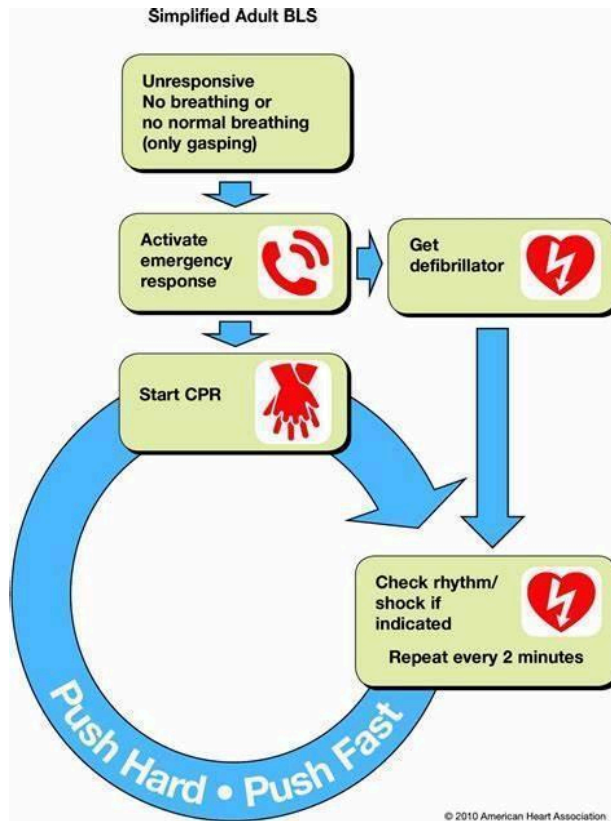 Simplified Adult BLS
Unresponsive
No breathing or
no normal breathing
(only gasping)
Activate
emergency
response
Get
defibrillator
Start CPR
Check rhythm/
shock if
indicated
Repeat every 2 minutes
Push Hard • Push Fast
© 2010 American Heart Association